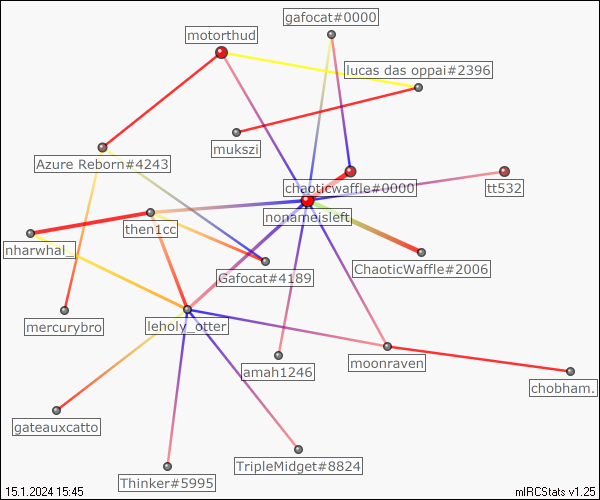 gafocat#0000
motorthud
lucas das oppai#2396
mukszi
Azure Reborn#4243
chaoticwaffle#0000
tt532
nonameisleft
then1cc
nharwhal_
Gafocat#4189
ChaoticWaffle#2006
mercurybro
leholy_otter
moonraven
amah1246
chobham.
gateauxcatto
TripleMidget#8824
Thinker#5995
15.1.2024 15:45
mIRCStats v1.25